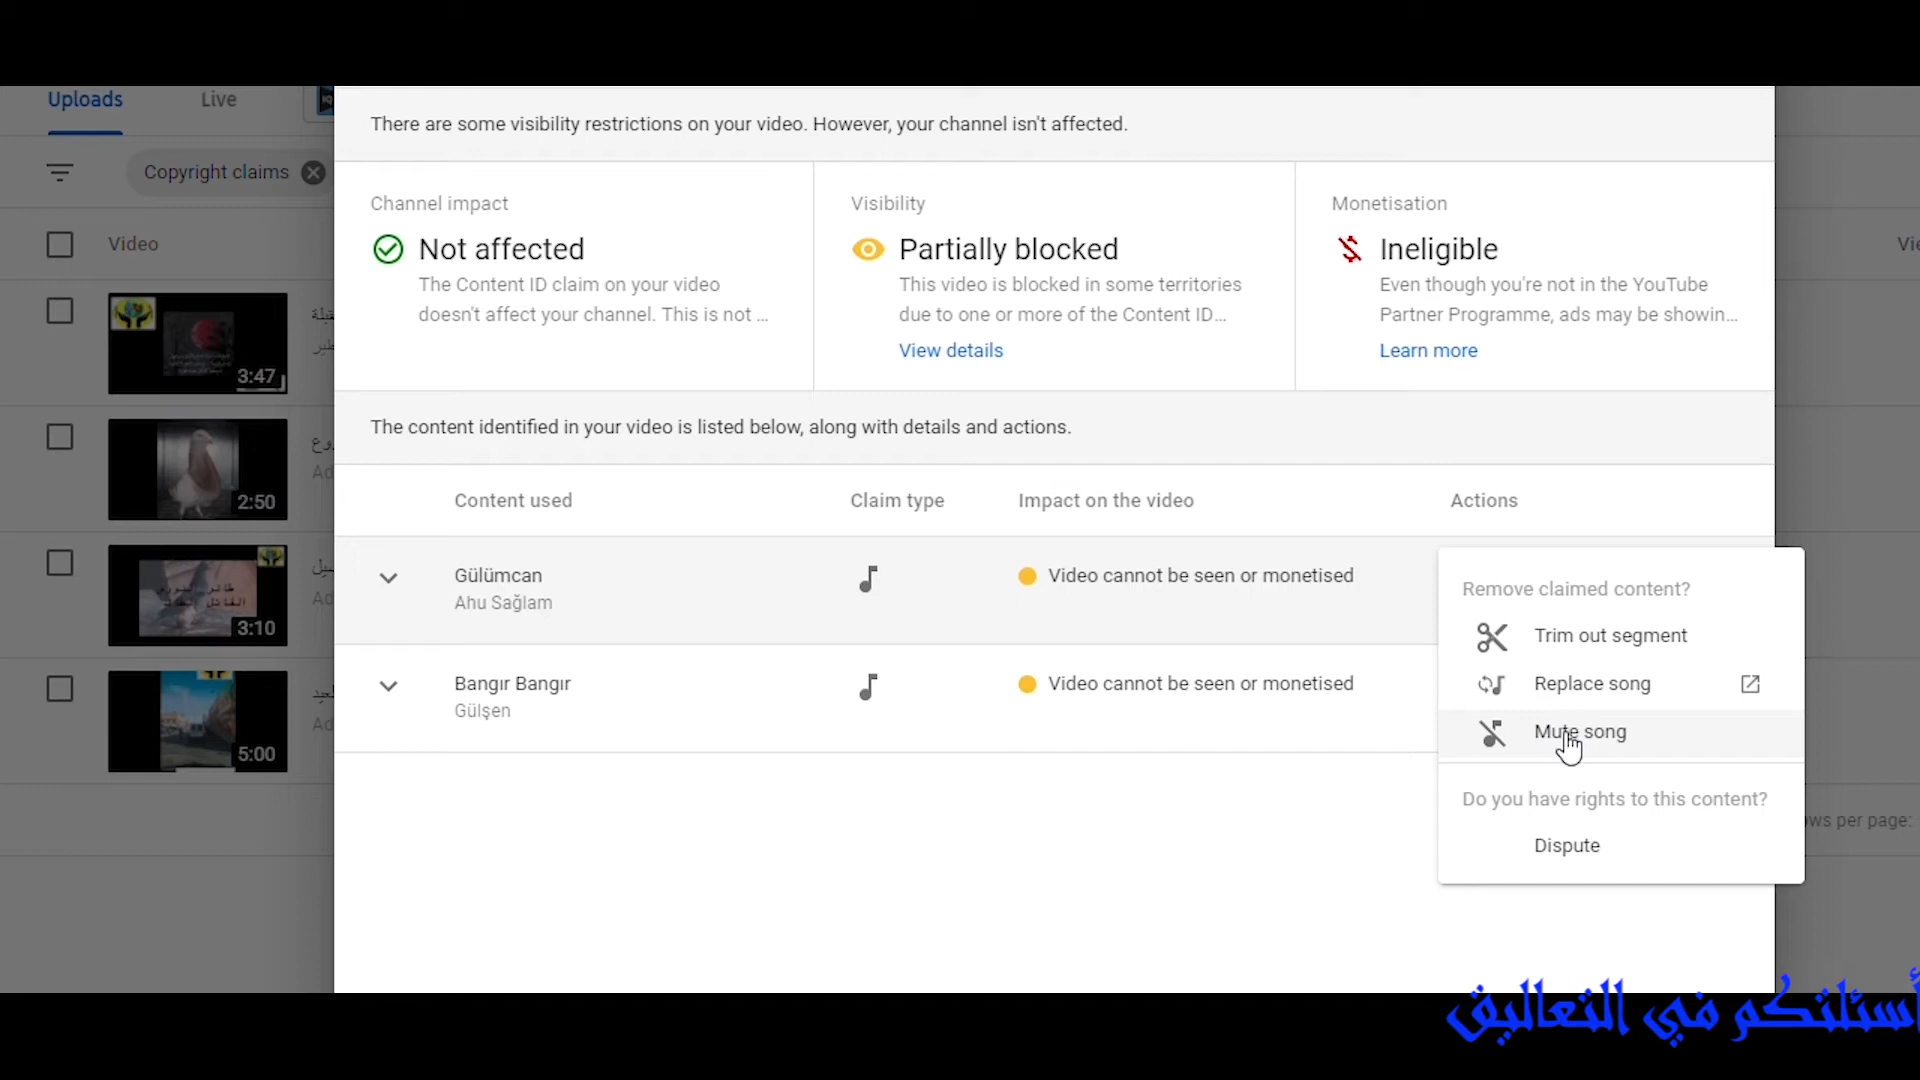 Uploads
Live
There are some visibility restrictions on your video. However, your channel isn't affected.
Copyright claims
Channel impact
Visibility
Monetisation
Not affected
Partially blocked
Ineligible
The Content ID claim on your video
doesn't affect your channel. This is not ...
This video is blocked in some territories
due to one or more of the Content ID...
View details
Even though you're not in the YouTube
Partner Programme, ads may be showin...
Learn more
Video
3:47
2:50
Ad
3:10
Ad
5:00
Ad
The content identified in your video is listed below, along with details and actions.
Content used
Claim type
Impact on the video
Actions
Gülümcan
Ahu Sağlam
Video cannot be seen or monetised
Bangır Bangır
Gülşen
Video cannot be seen or monetised
Remove claimed content?
Trim out segment
Replace song
Mute song
Do you have rights to this content?
Dispute
ows per page:
أسئلتكم في التعاليق